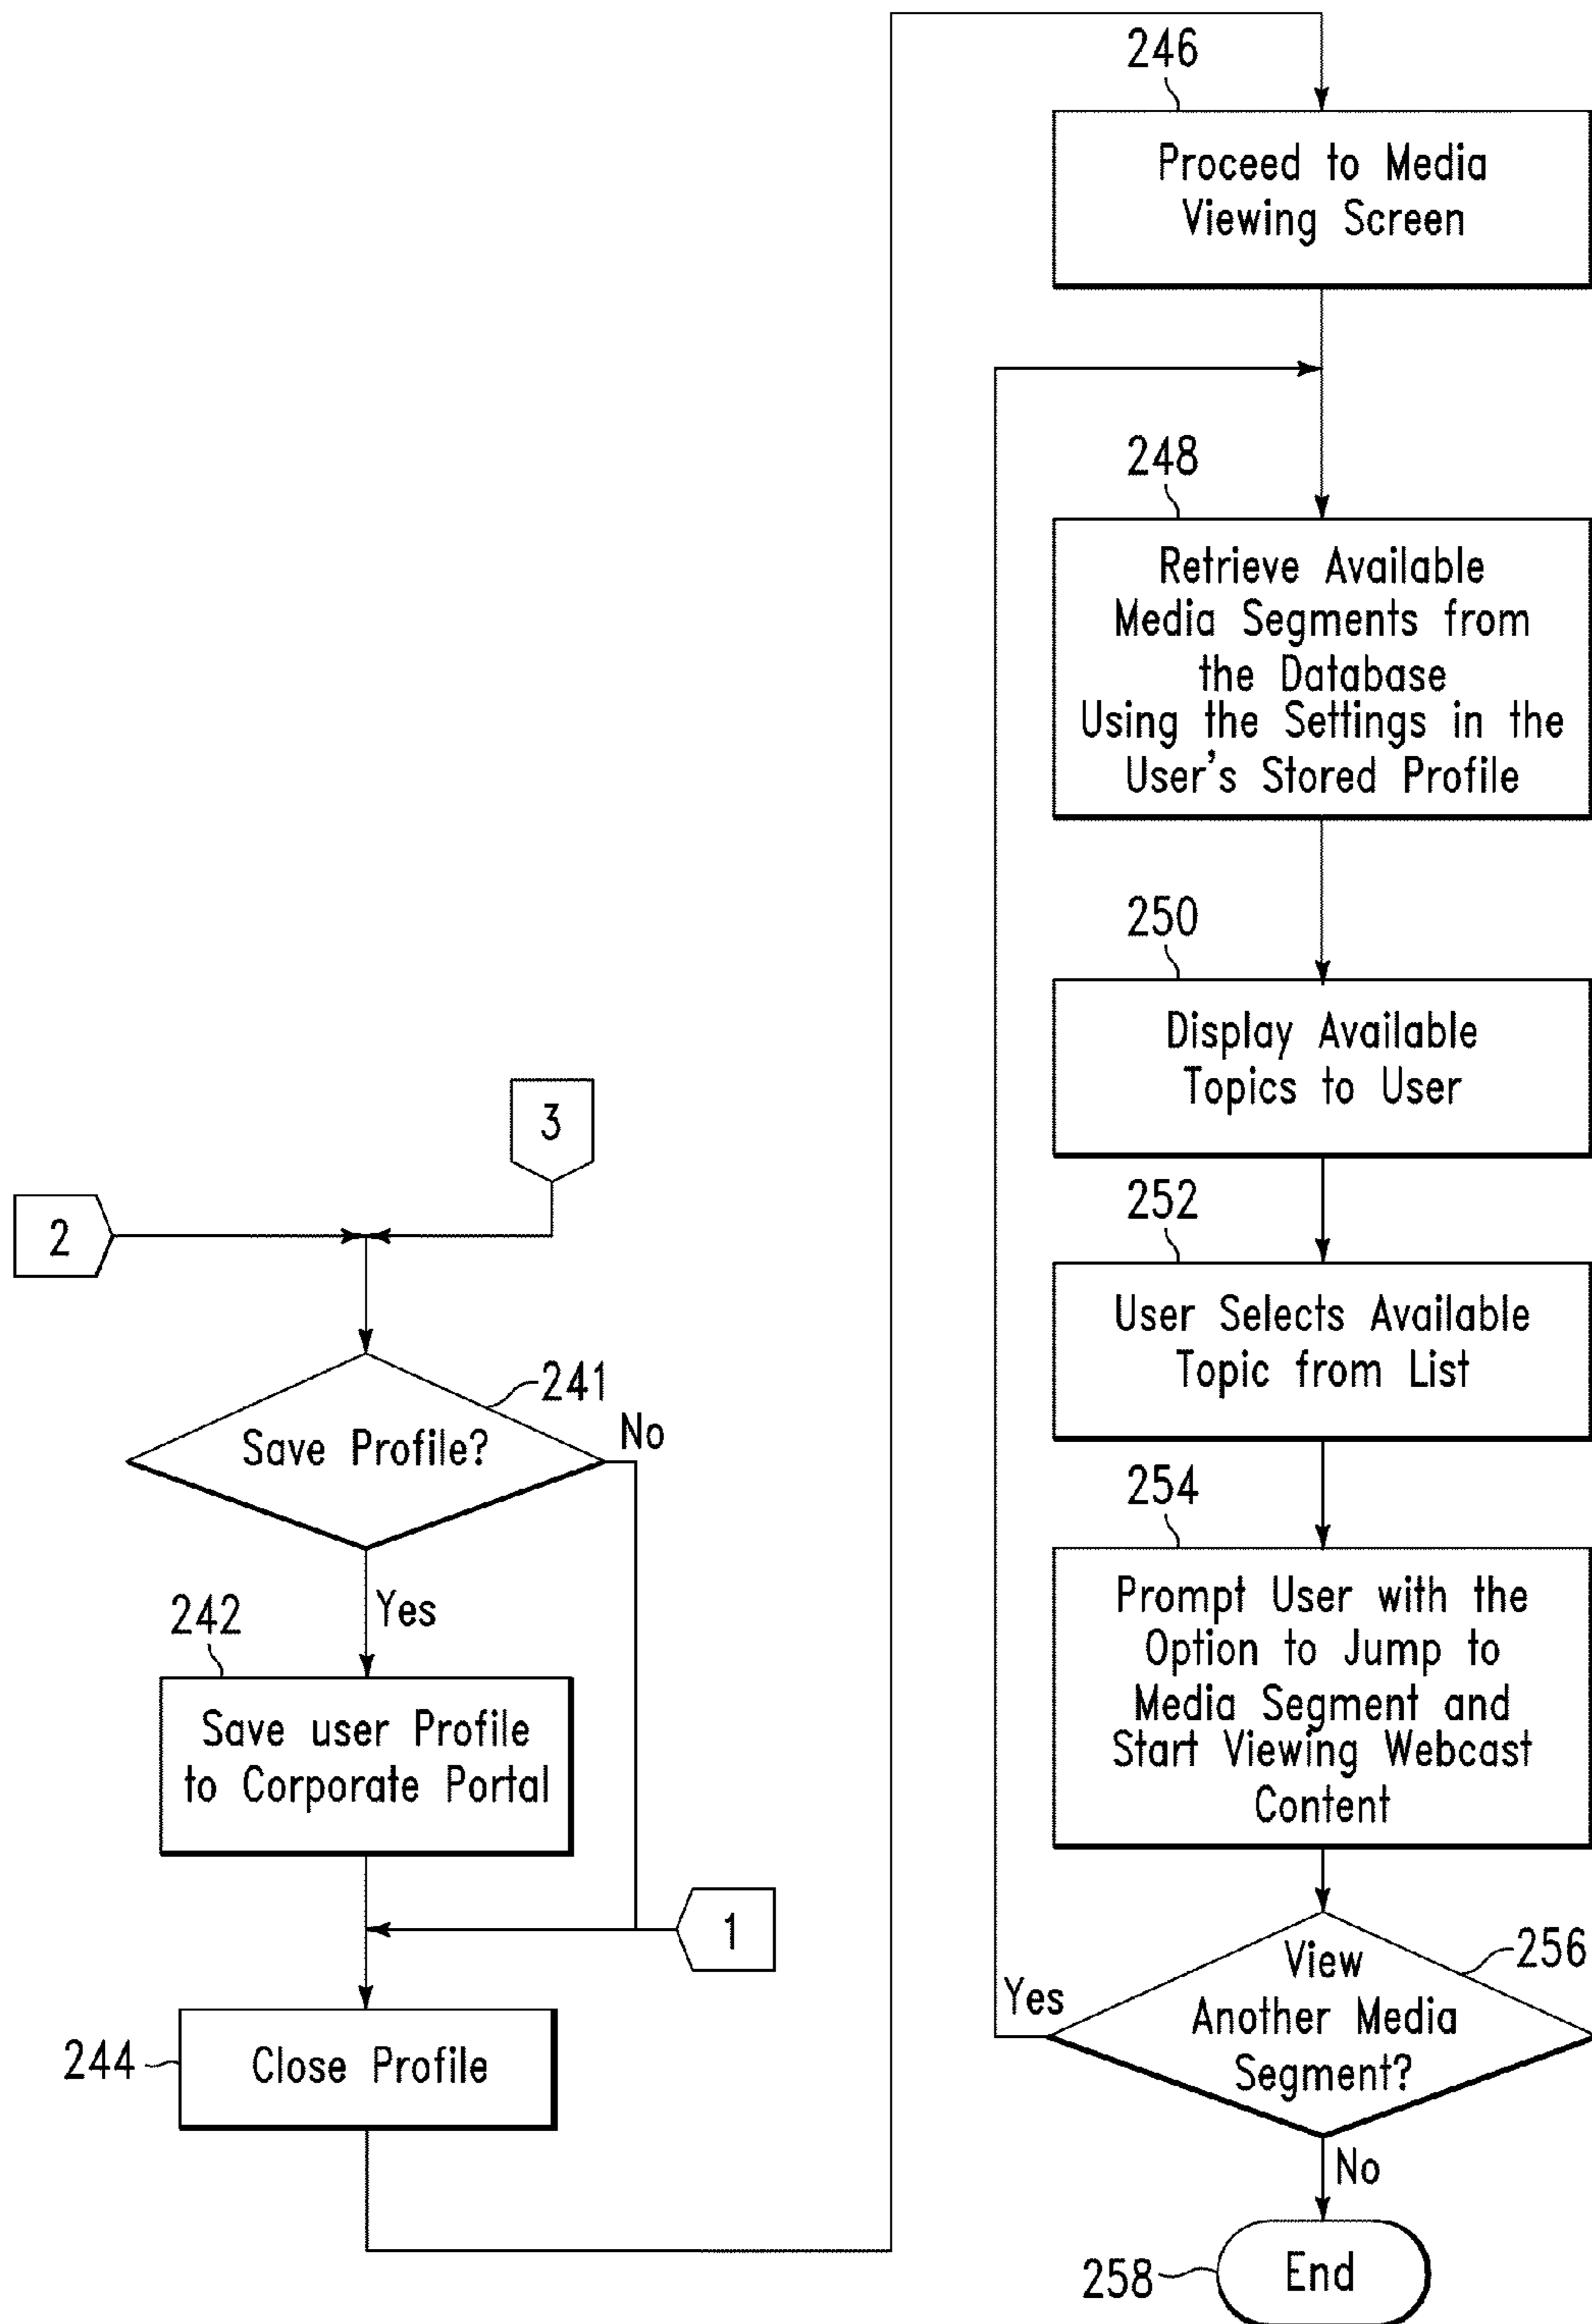 3
2
241
Save Profile?
No
Yes
242
Save user Profile
to Corporate Portal
1
244
Close Profile
246
Proceed to Media
Viewing Screen
248
Retrieve Available
Media Segments from
the Database
Using the Settings in the
User's Stored Profile
250
Display Available
Topics to User
252
User Selects Available
Topic from List
254
Prompt User with the
Option to Jump to
Media Segment and
Start Viewing Webcast
Content
256
View
Another Media
Segment?
Yes
No
258
End